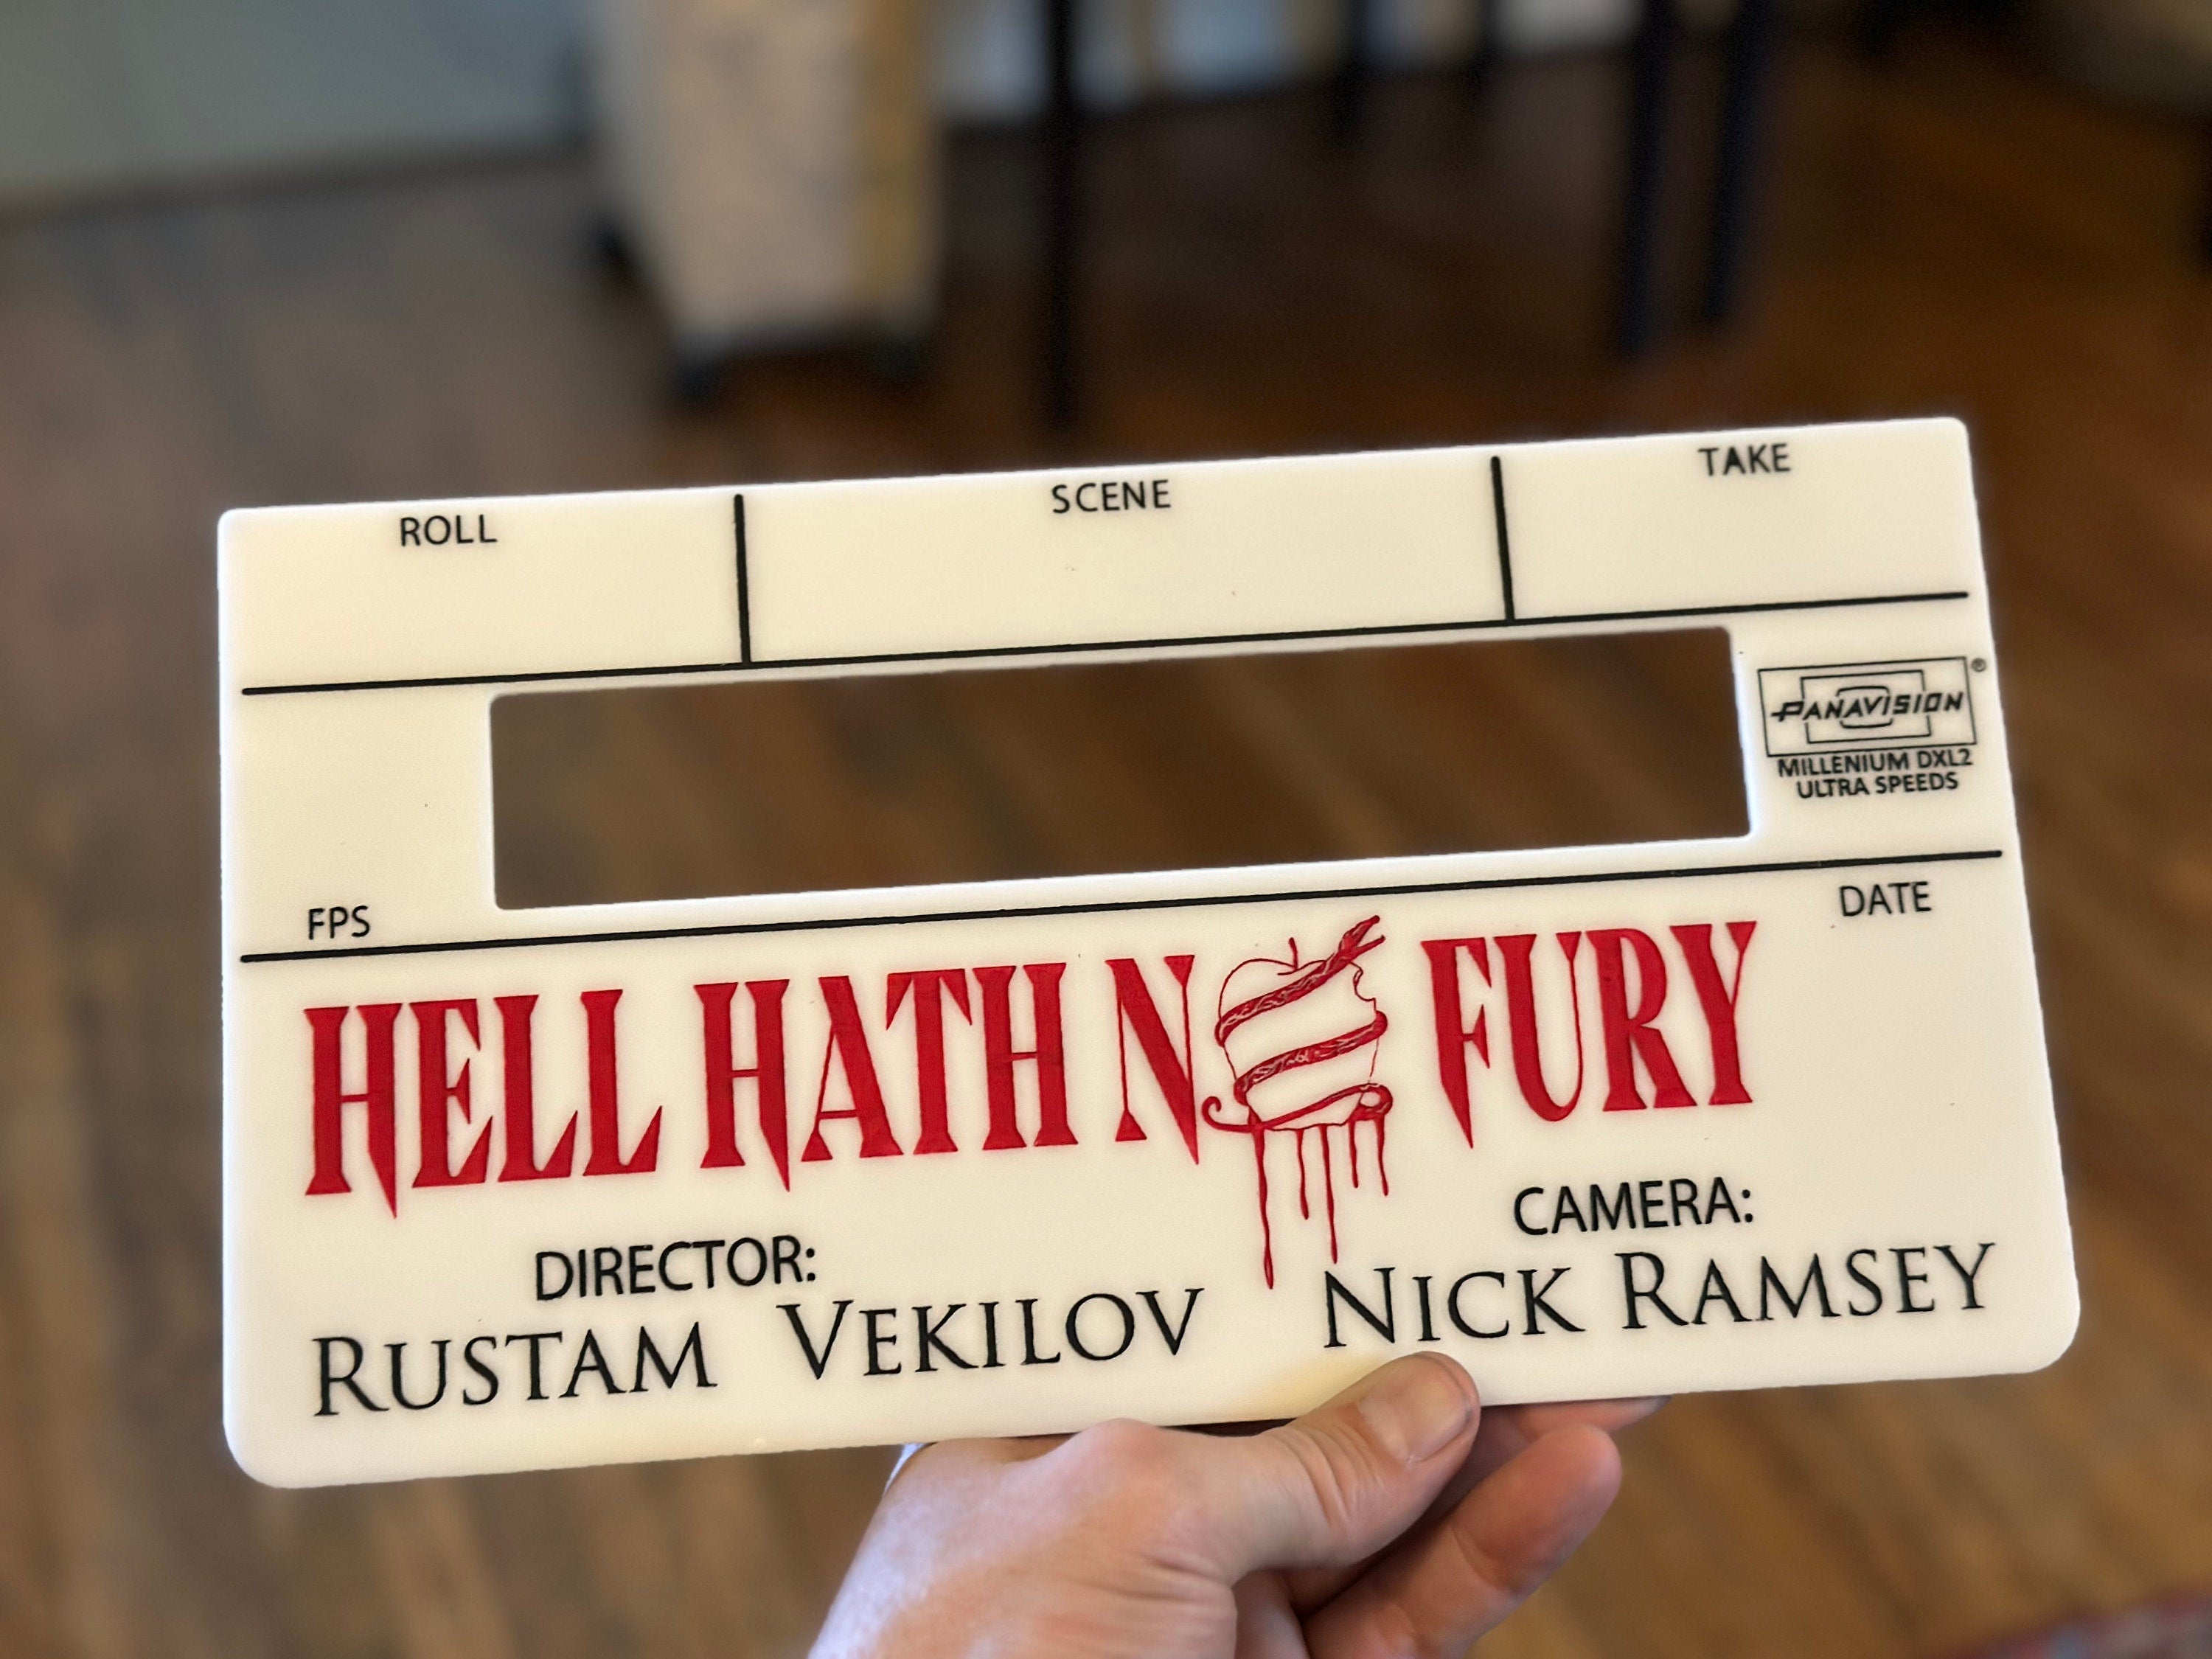 ROLL SCENE TAKE
PANAVISION®
MILLENIUM DXL2
ULTRA SPEEDS
FPS DATE
HELL HATH NO FURY
DIRECTOR: CAMERA:
RUSTAM VEKILOV NICK RAMSEY